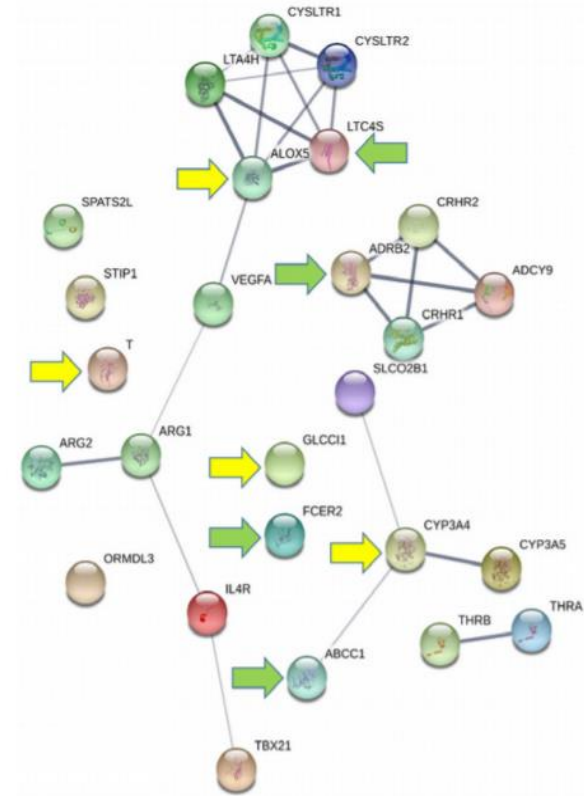 CYSLTR1
CYSLTR2
LTA4H
LTC4S
ALOX5
SPATS2L
CRHR2
ADRB2
STIP1
VEGFA
ADCY9
CRHR1
T
SLCO2B1
ARG2
ARG1
GLCCI1
FCER2
CYP3A4
CYP3A5
ORMDL3
IL4R
THRB
THRA
ABCC1
TBX21